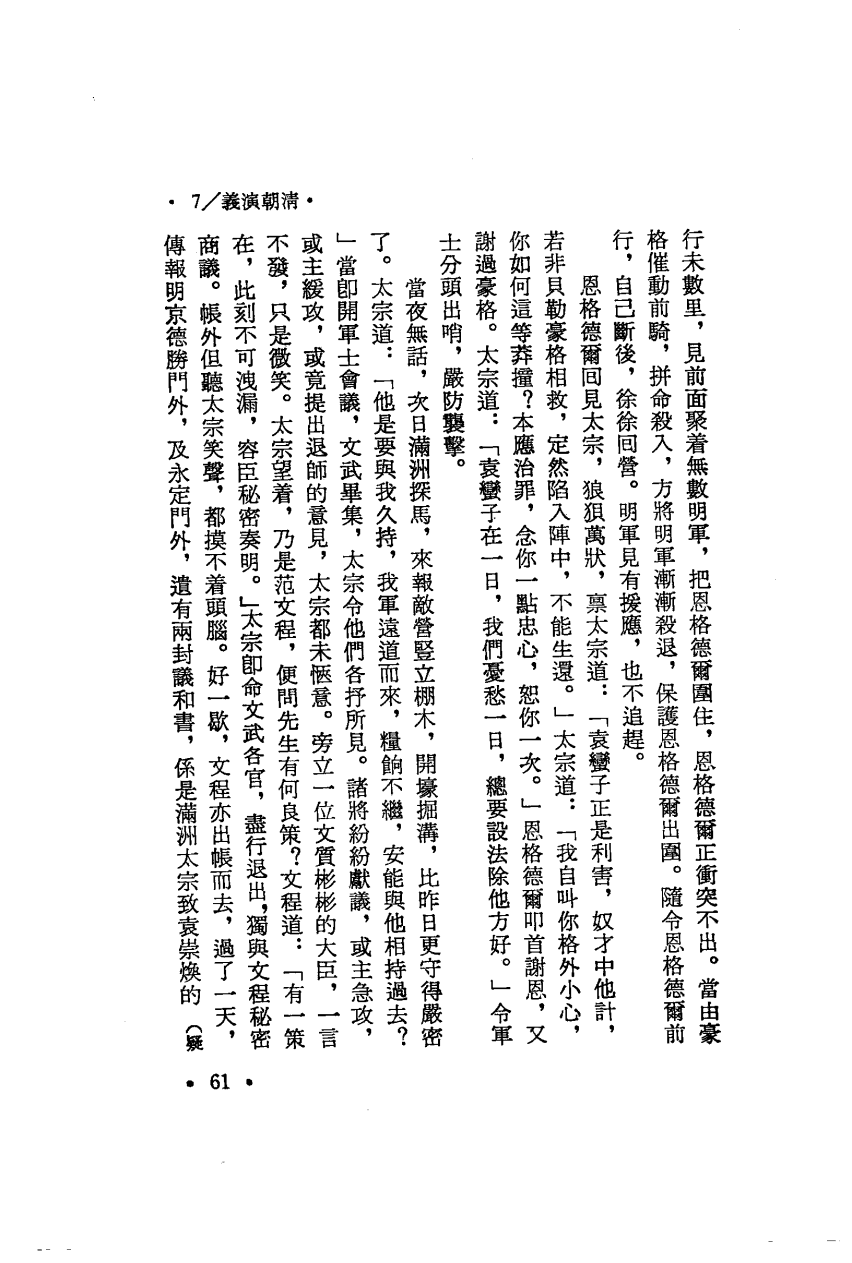 •7/義演朝清•
行未數里，見前面聚着無數明軍，把恩格德爾圍住，恩格德爾正衝突不出。當由豪
格催動前騎，拼命殺入，方將明軍漸漸殺退，保護恩格德爾出圍。隨令恩格德爾前
行，自己斷後，徐徐回營。明軍見有援應，也不追趕。
恩格德爾回見太宗，狼狽萬狀，禀太宗道：「袁蠻子正是利害，奴才中他計，
若非貝勒豪格相救，定然陷入陣中，不能生還。」太宗道：「我自叫你格外小心，
你如何這等莽撞？本應治罪，念你一點忠心，恕你一次。」恩格德爾叩首謝恩，又
謝過豪格。太宗道：「袁蠻子在一日，我們憂愁一日，總要設法除他方好。」令軍
士分頭出哨，嚴防襲擊。
當夜無話，次日滿洲探馬，來報敵營豎立棚木，開壕掘溝，比昨日更守得嚴密
了。太宗道：「他是要與我久持，我軍遠道而來，糧餉不繼，安能與他相持過去？
」當卽開軍士會議，文武畢集，太宗令他們各抒所見。諸將紛紛獻議，或主急攻，
或主緩攻，或竟提出退師的意見，太宗都未愜意。旁立一位文質彬彬的大臣，一言
不發，只是微笑。太宗望着，乃是范文程，便問先生有何良策？文程道：「有一策
在，此刻不可洩漏，容臣秘密奏明。」太宗卽命文武各官，盡行退出，獨與文程秘密
商議。帳外但聽太宗笑聲，都摸不着頭腦。好一歇，文程亦出帳而去，過了一天，
傳報明京德勝門外，及永定門外，遺有兩封議和書，係是滿洲太宗致袁崇煥的（疑
•61•